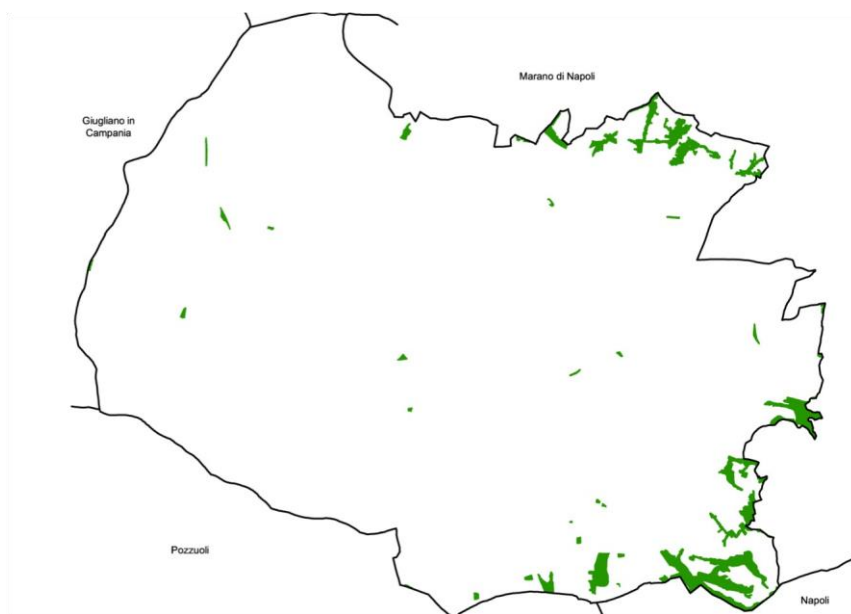 Marano di Napoli
Giugliano in
Campania
Pozzuoli
Napoli